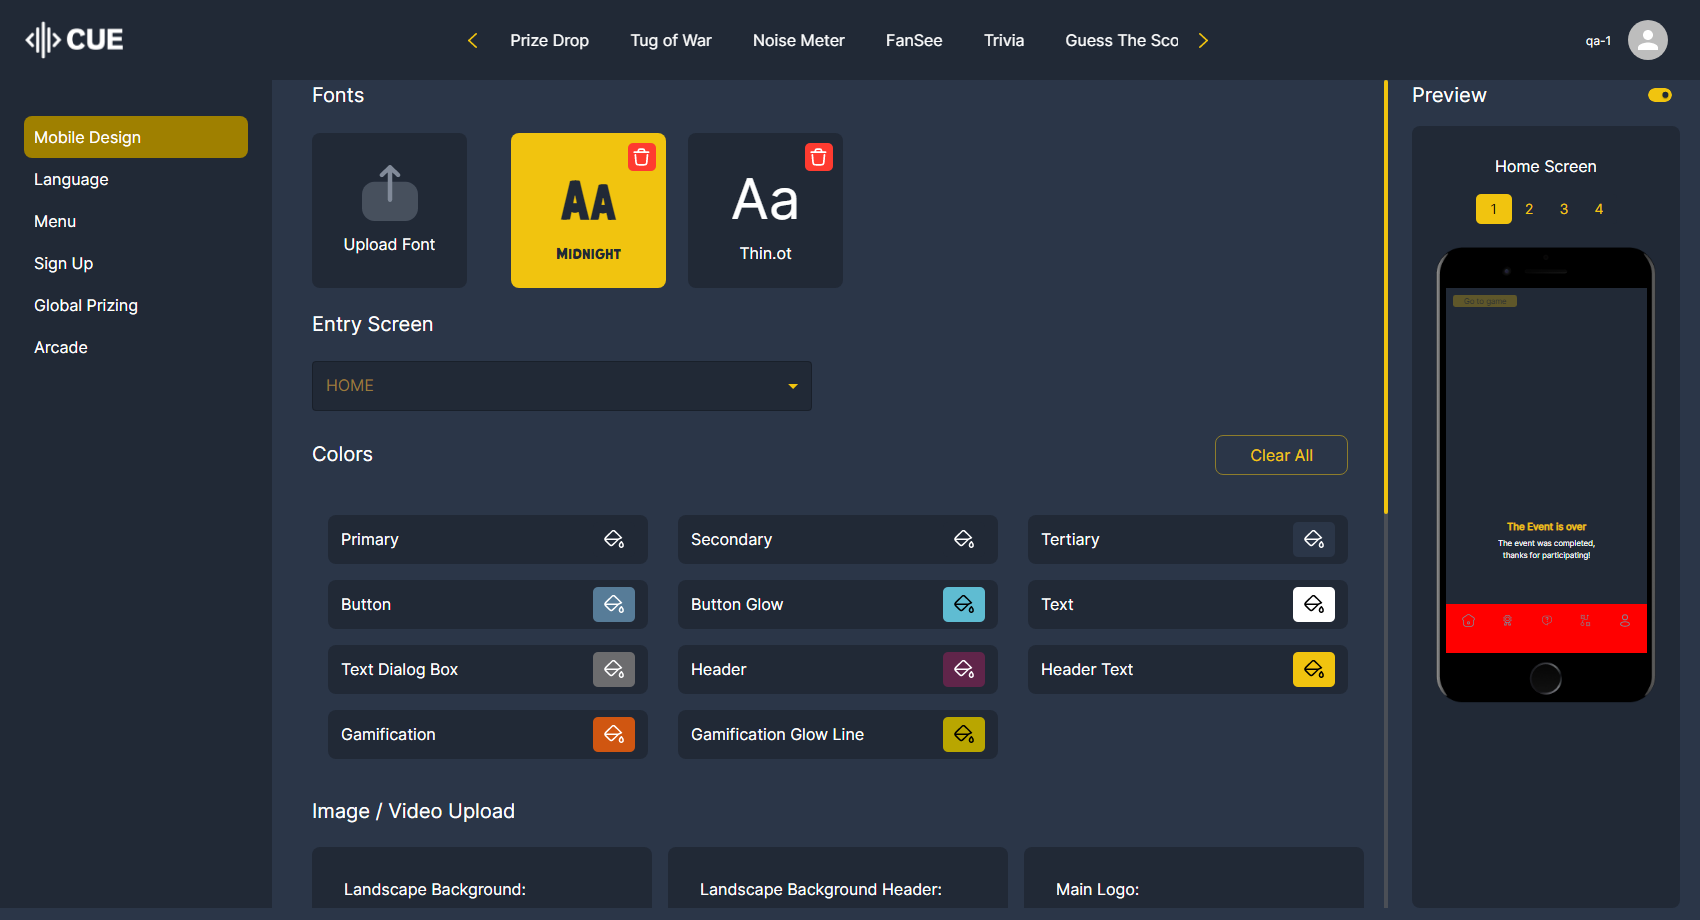 CUE
Prize Drop
Tug of War
Noise Meter
FanSee
Trivia
Guess The Sco
qa-1
Mobile Design
Language
Menu
Sign Up
Global Prizing
Arcade
Fonts
Upload Font
AA
MIDNIGHT
Aa
Thin.ot
Entry Screen
HOME
Colors
Clear All
Primary
Secondary
Tertiary
Button
Button Glow
Text
Text Dialog Box
Header
Header Text
Gamification
Gamification Glow Line
Image / Video Upload
Landscape Background:
Landscape Background Header:
Main Logo:
Preview
Home Screen
1 2 3 4
Go to game
The Event is over
The event was completed,
thanks for participating!